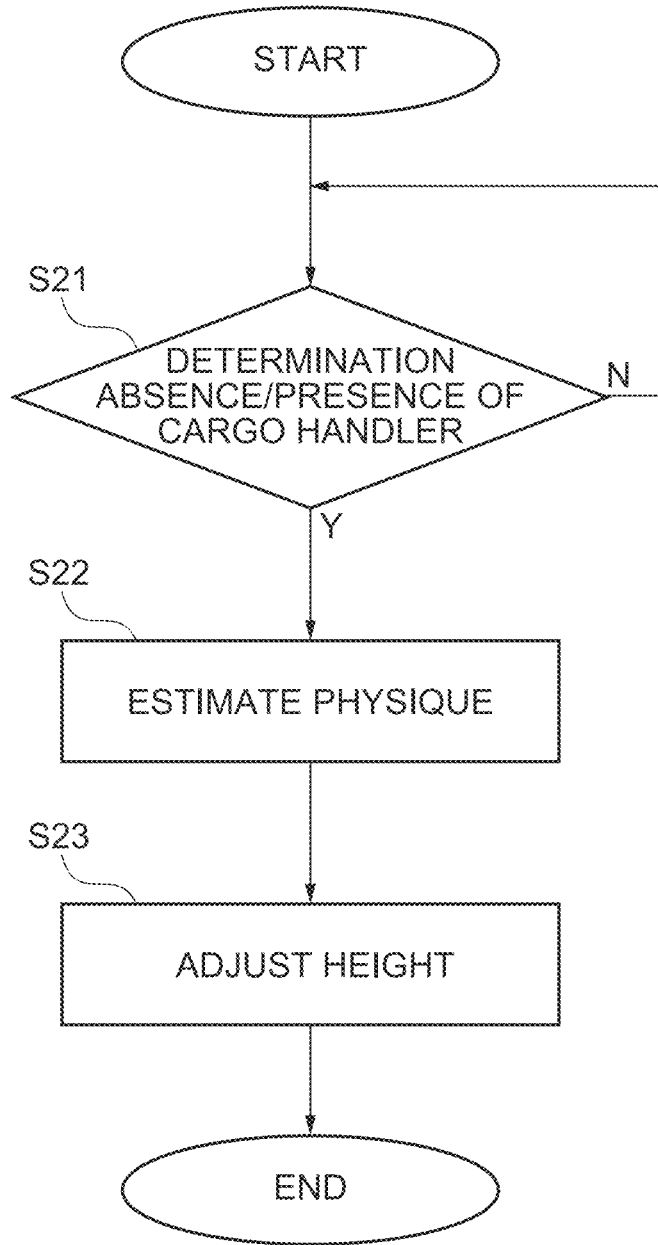 START
S21
DETERMINATION
ABSENCE/PRESENCE OF
CARGO HANDLER
N
Y
S22
ESTIMATE PHYSIQUE
S23
ADJUST HEIGHT
END